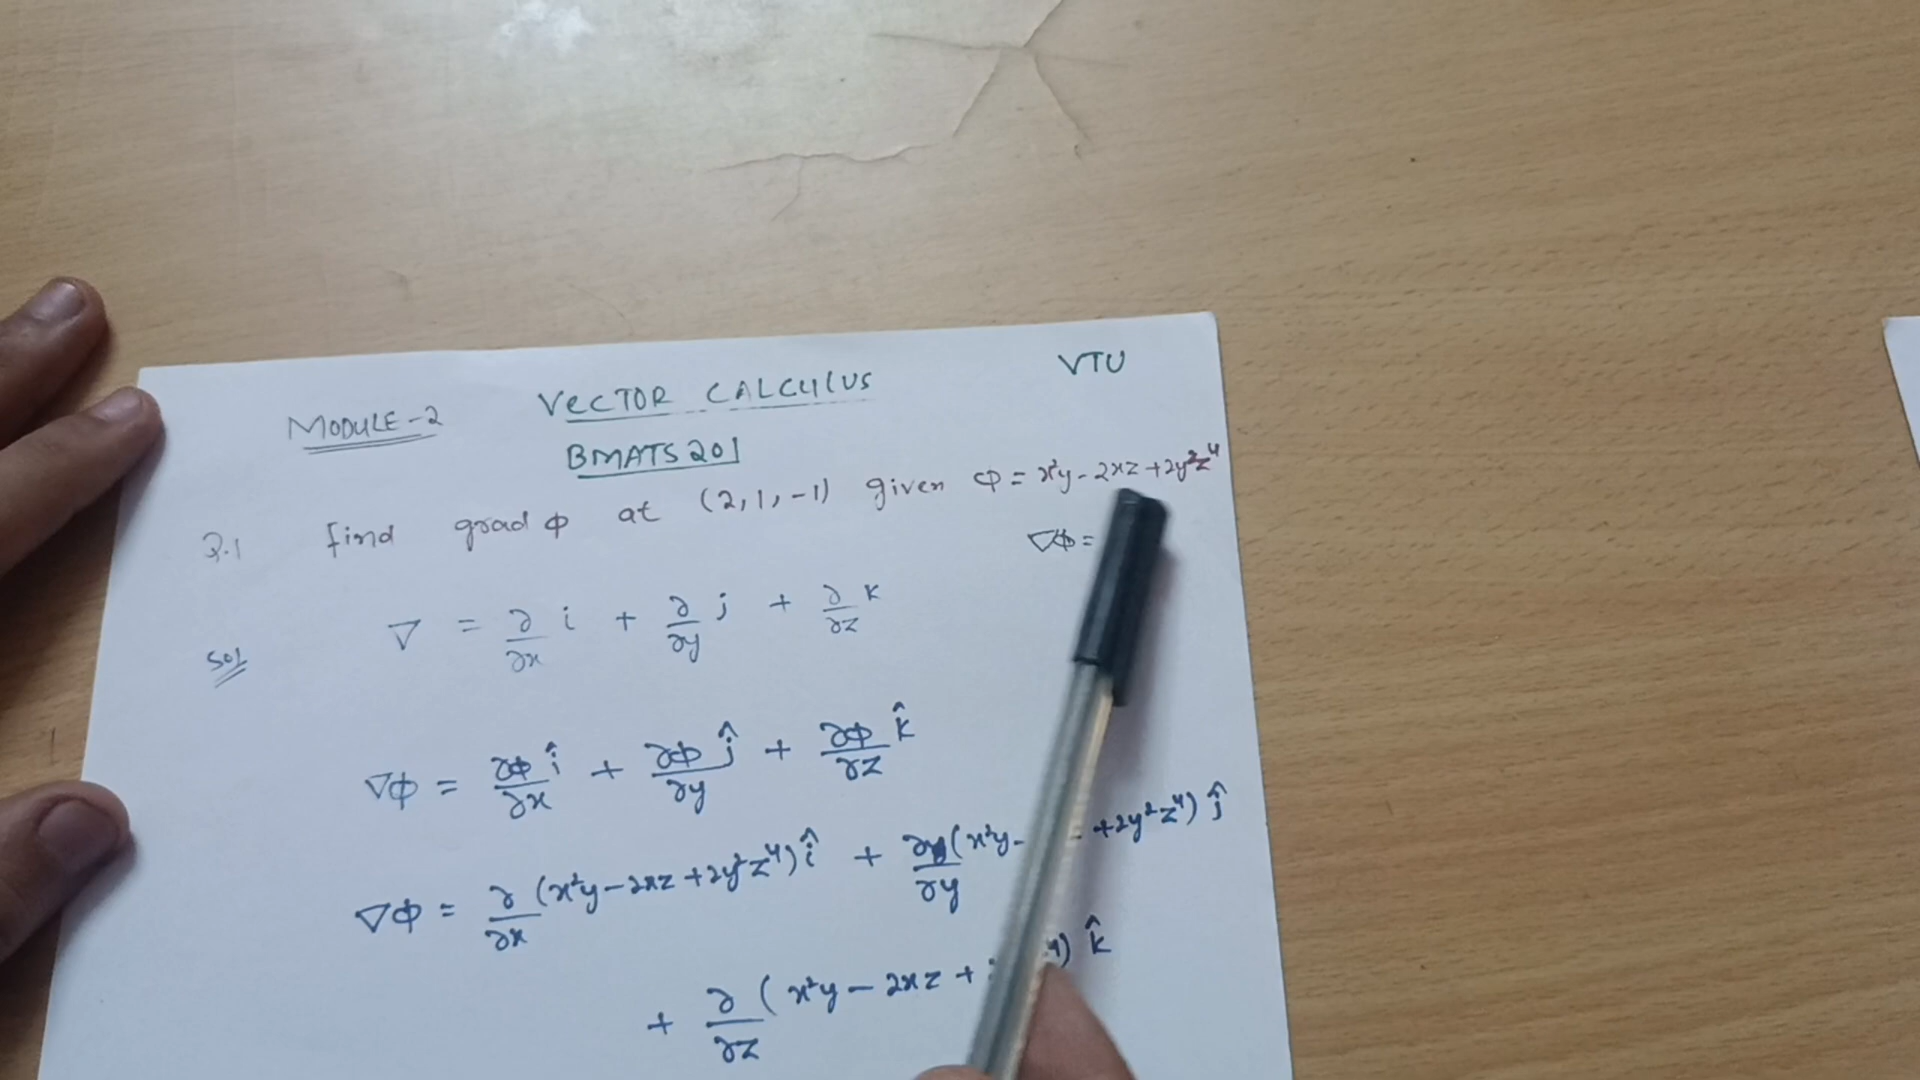 VTU
MODULE-2 VECTOR CALCULUS
BMATS201
Q.1 find grad ϕ at (2,1,-1) given ϕ = x²y - 2xz + 2y²z⁴
∇ϕ =
Sol ∇ = ∂/∂x i + ∂/∂y j + ∂/∂z k
∇ϕ = ∂ϕ/∂x î + ∂ϕ/∂y ĵ + ∂ϕ/∂z k̂
∇ϕ = ∂/∂x (x²y - 2xz + 2y²z⁴) î + ∂/∂y (x²y - + 2y²z⁴) ĵ
+ ∂/∂z (x²y - 2xz + ⁴) k̂